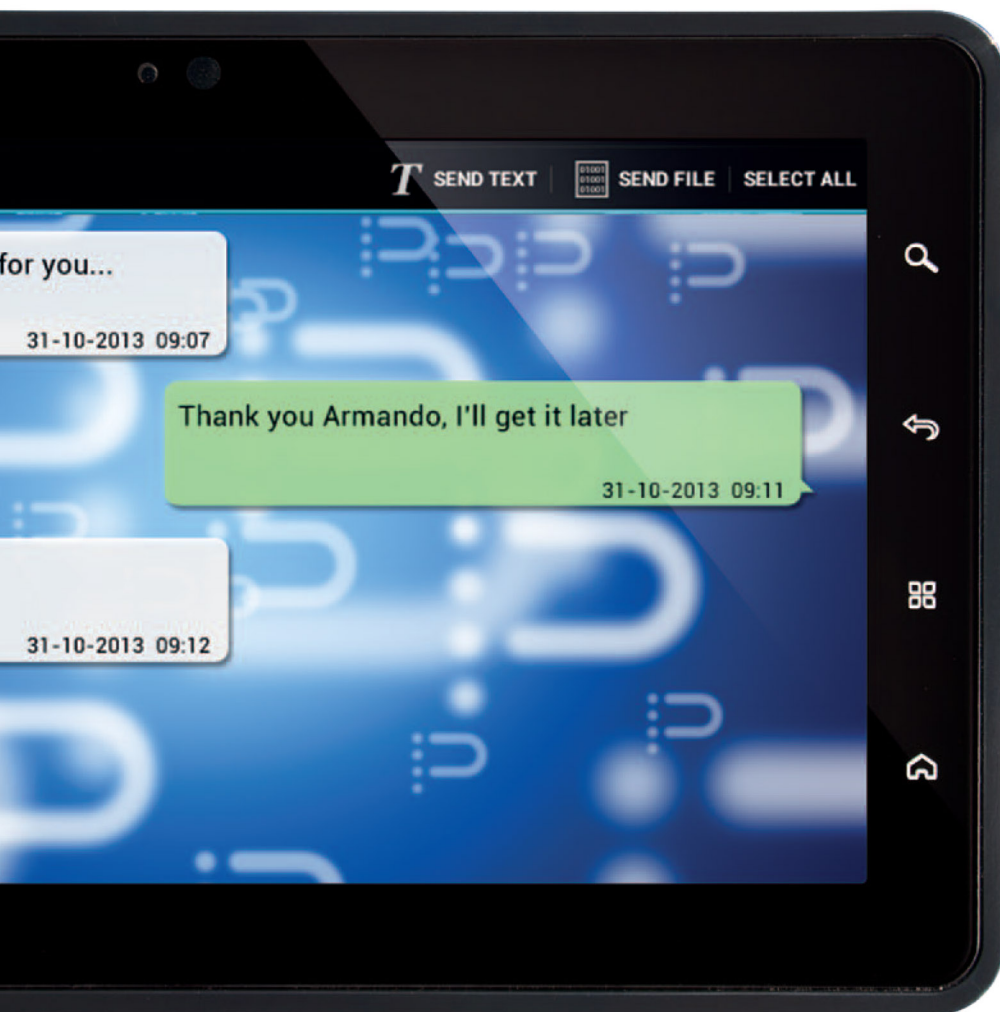 SEND TEXT
SEND FILE
SELECT ALL
for you...
31-10-2013 09:07
Thank you Armando, I'll get it later
31-10-2013 09:11
31-10-2013 09:12